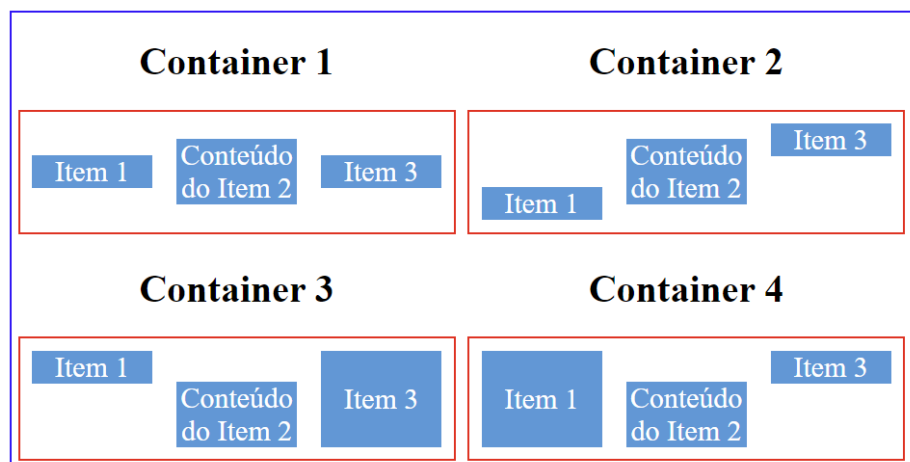 Container 1
Item 1
Conteúdo
do Item 2
Item 3
Container 2
Item 1
Conteúdo
do Item 2
Item 3
Container 3
Item 1
Conteúdo
do Item 2
Item 3
Container 4
Item 1
Conteúdo
do Item 2
Item 3